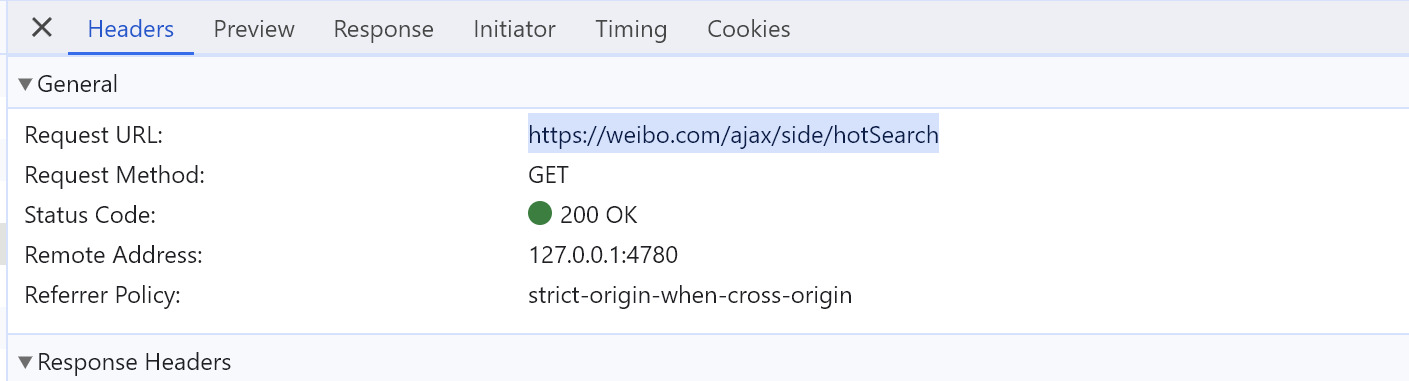 Headers Preview Response Initiator Timing Cookies
General
Request URL: https://weibo.com/ajax/side/hotSearch
Request Method: GET
Status Code: 200 OK
Remote Address: 127.0.0.1:4780
Referrer Policy: strict-origin-when-cross-origin
Response Headers